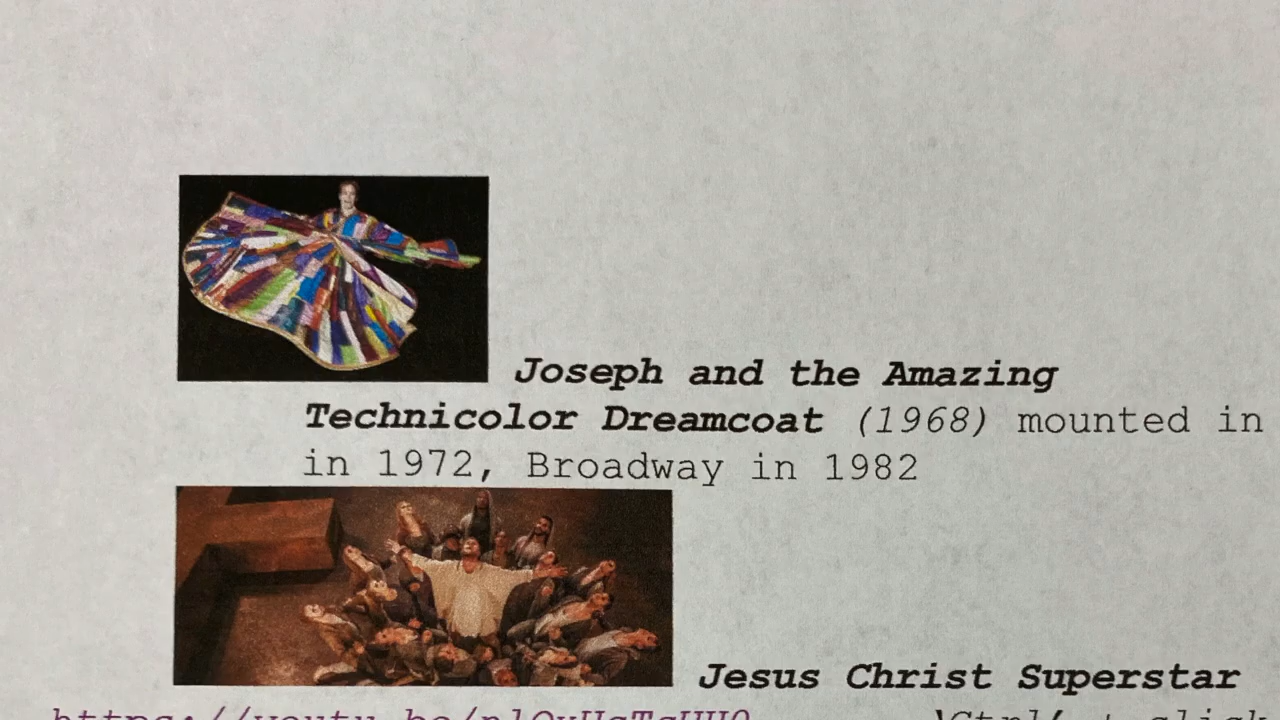 Joseph and the Amazing
Technicolor Dreamcoat (1968) mounted in
in 1972, Broadway in 1982
Jesus Christ Superstar